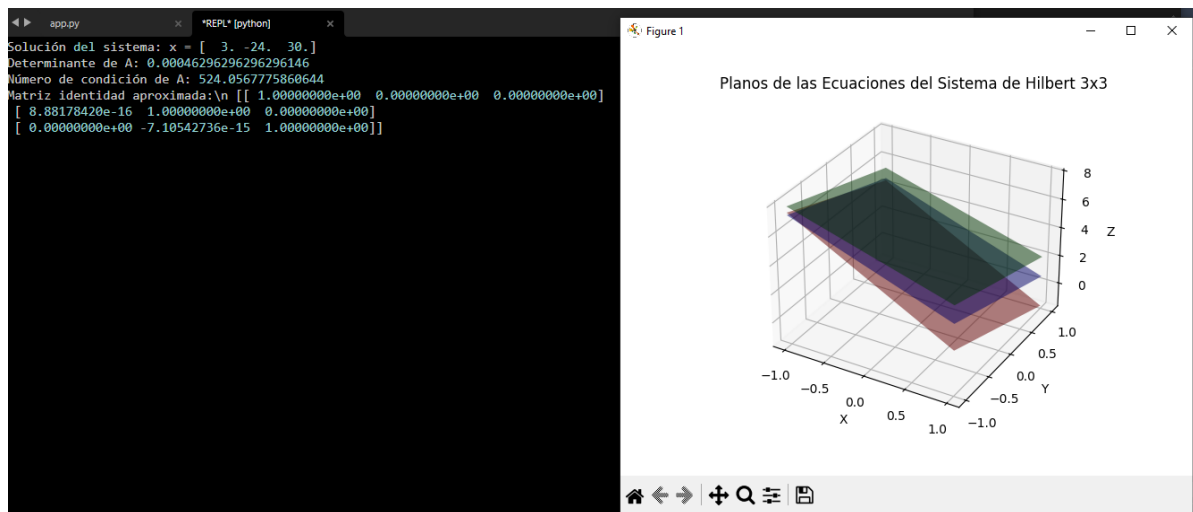 app.py
*REPL* [python]
Solución del sistema: x = [  3. -24.  30.]
Determinante de A: 0.00046296296296296146
Número de condición de A: 524.0567775860644
Matriz identidad aproximada:\n [[ 1.00000000e+00  0.00000000e+00  0.00000000e+00]
 [ 8.88178420e-16  1.00000000e+00  0.00000000e+00]
 [ 0.00000000e+00 -7.10542736e-15  1.00000000e+00]]
Figure 1
Planos de las Ecuaciones del Sistema de Hilbert 3x3
8
6
4
Z
2
0
1.0
0.5
0.0
Y
−0.5
−1.0
−1.0
−0.5
0.0
X
0.5
1.0